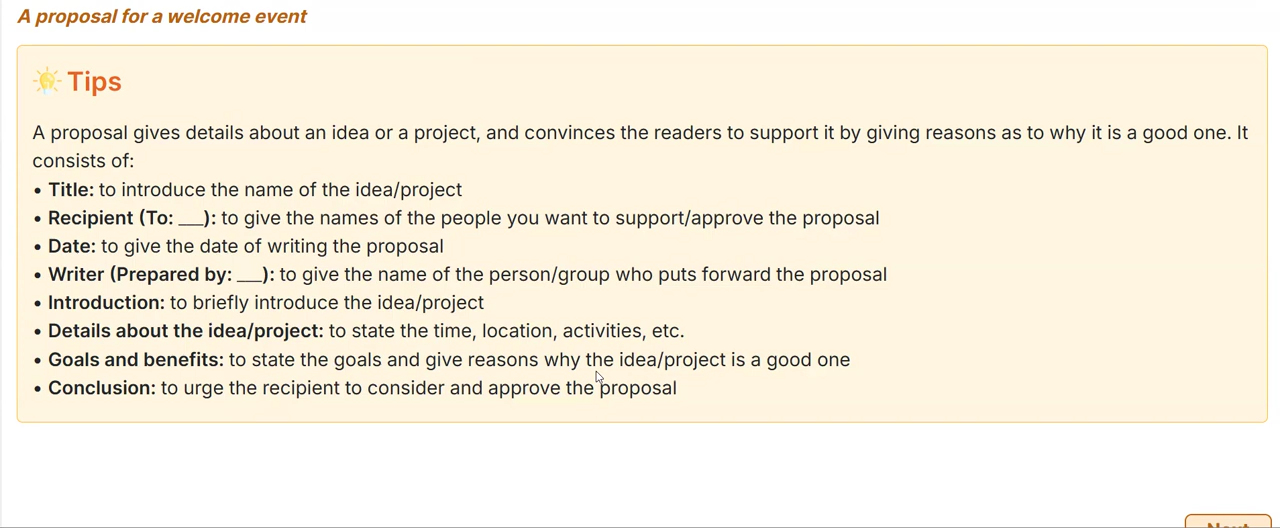 A proposal for a welcome event
Tips
A proposal gives details about an idea or a project, and convinces the readers to support it by giving reasons as to why it is a good one. It
consists of:
• Title: to introduce the name of the idea/project
• Recipient (To: ___): to give the names of the people you want to support/approve the proposal
• Date: to give the date of writing the proposal
• Writer (Prepared by: ___): to give the name of the person/group who puts forward the proposal
• Introduction: to briefly introduce the idea/project
• Details about the idea/project: to state the time, location, activities, etc.
• Goals and benefits: to state the goals and give reasons why the idea/project is a good one
• Conclusion: to urge the recipient to consider and approve the proposal